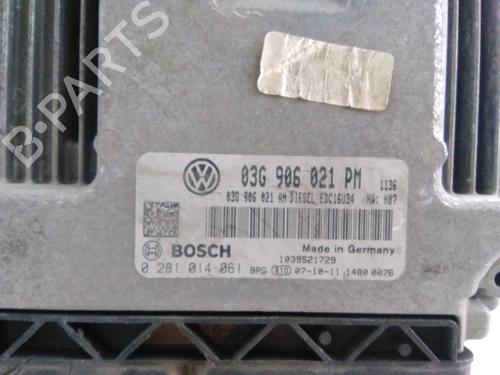 B-PARTS
03G 906 021 PM 1136
03G 906 021 AN DIESEL EDC16U34 HW: H07
BOSCH Made in Germany
1039S21729
0 281 014 061 BPG 810 07-10-11 1480 0076